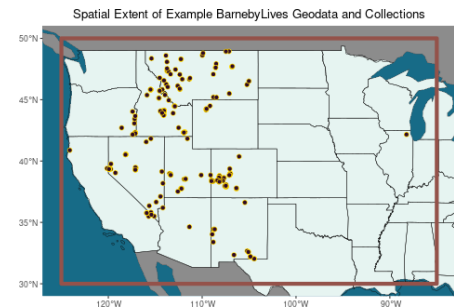 Spatial Extent of Example BarnebyLives Geodata and Collections
50°N
45°N
40°N
35°N
30°N
120°W
110°W
100°W
90°W